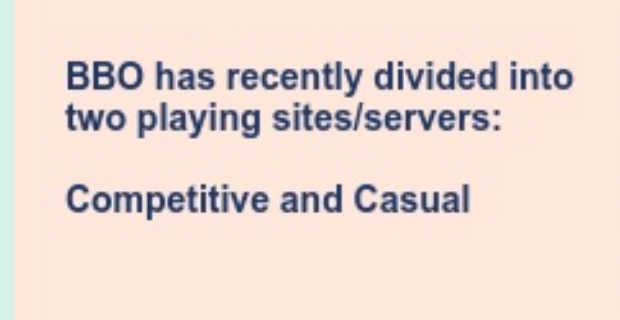 BBO has recently divided into
two playing sites/servers:
Competitive and Casual